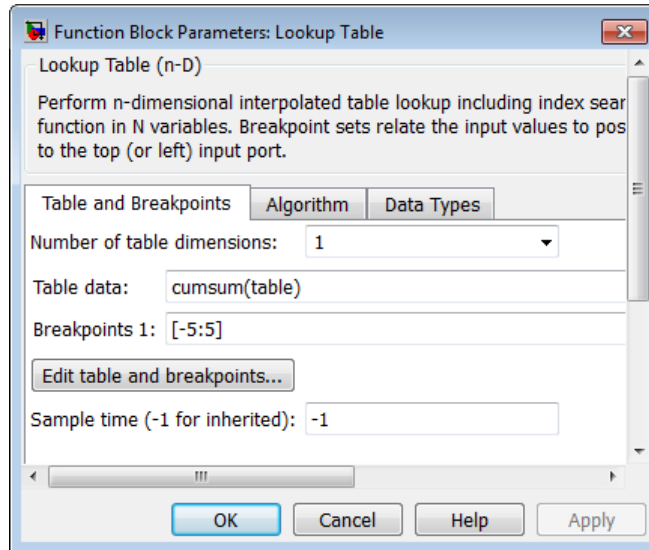 Function Block Parameters: Lookup Table
Lookup Table (n-D)
Perform n-dimensional interpolated table lookup including index sear
function in N variables. Breakpoint sets relate the input values to pos
to the top (or left) input port.
Table and Breakpoints Algorithm Data Types
Number of table dimensions: 1
Table data: cumsum(table)
Breakpoints 1: [-5:5]
Edit table and breakpoints...
Sample time (-1 for inherited): -1
OK Cancel Help Apply